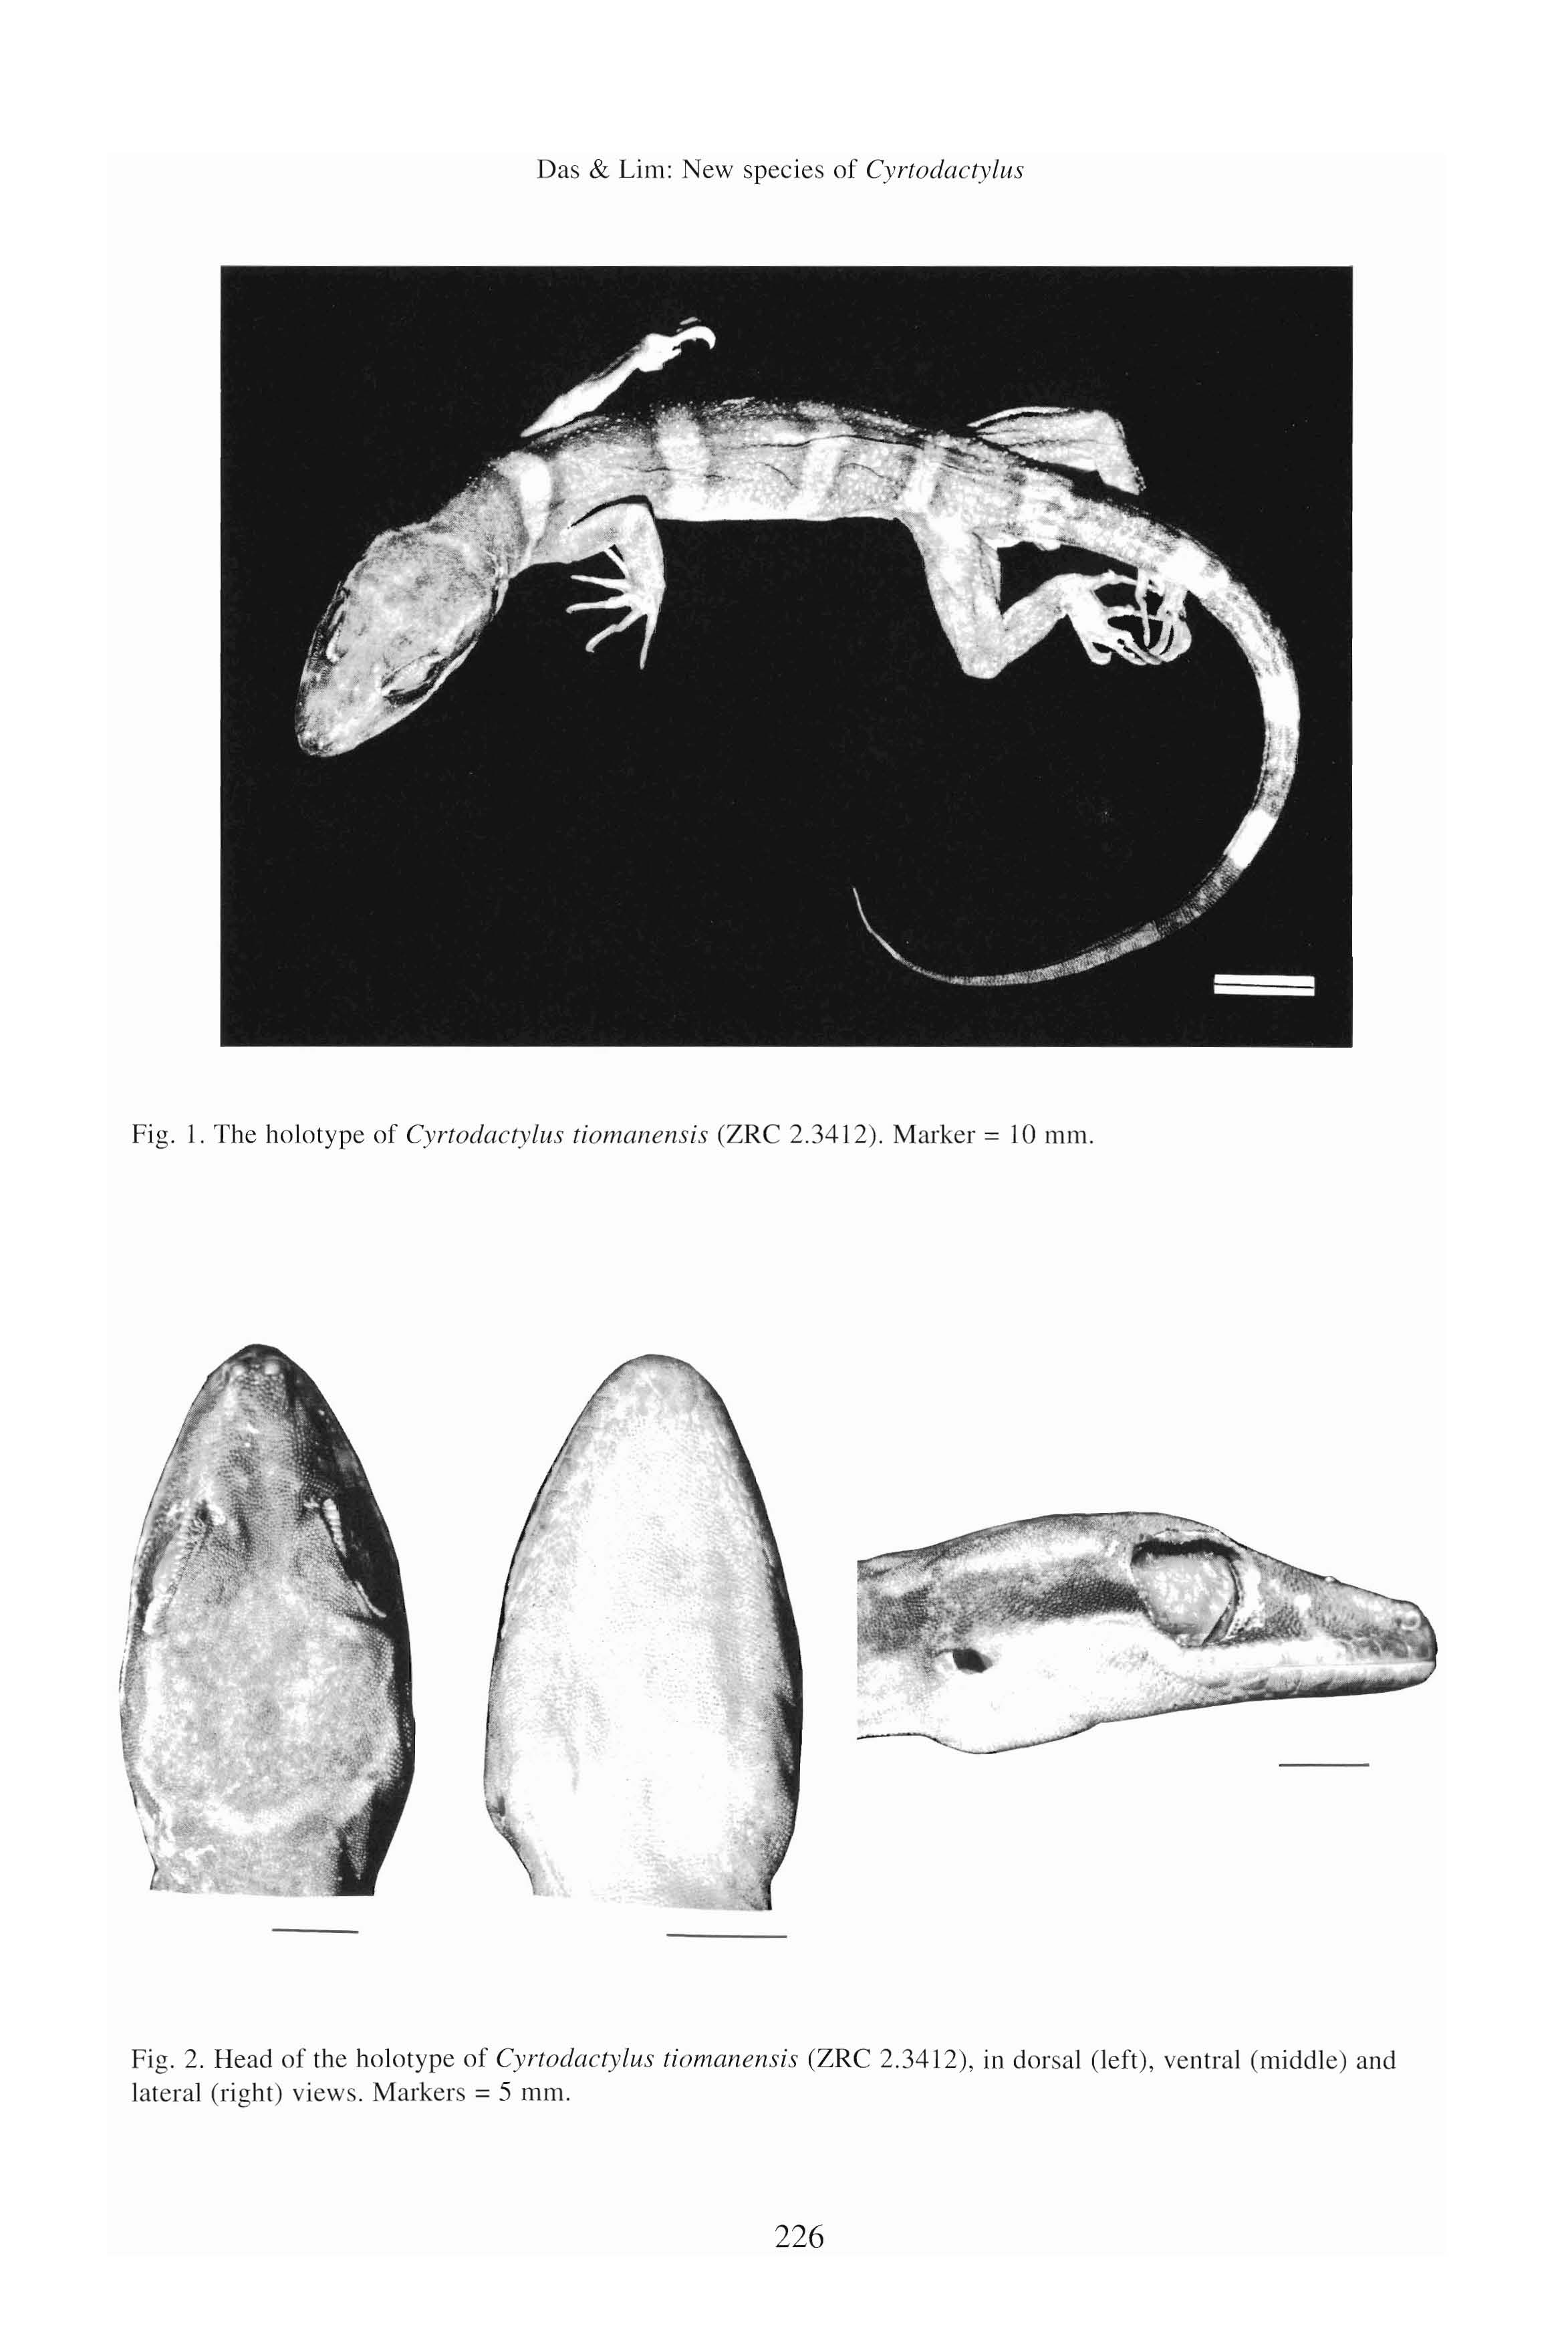 Das & Lim: New species of Cyrtodactylus
Fig. 1. The holotype of Cyrtodactylus tiomanensis (ZRC 2.3412). Marker = 10 mm.
Fig. 2. Head of the holotype of Cyrtodactylus tiomanensis (ZRC 2.3412), in dorsal (left), ventral (middle) and
lateral (right) views. Markers = 5 mm.
226